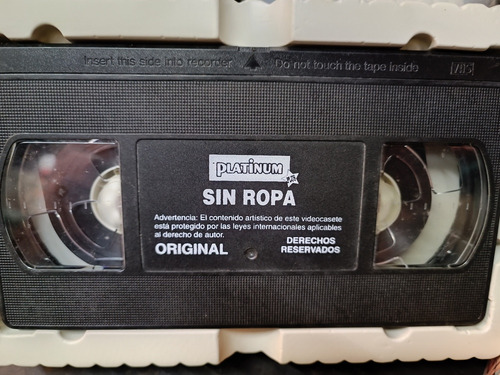 Insert this side into recorder
Do not touch the tape inside
VHS
PLATINUM
SIN ROPA
Advertencia: El contenido artístico de este videocasete
está protegido por las leyes internacionales aplicables
al derecho de autor.
ORIGINAL
DERECHOS
RESERVADOS